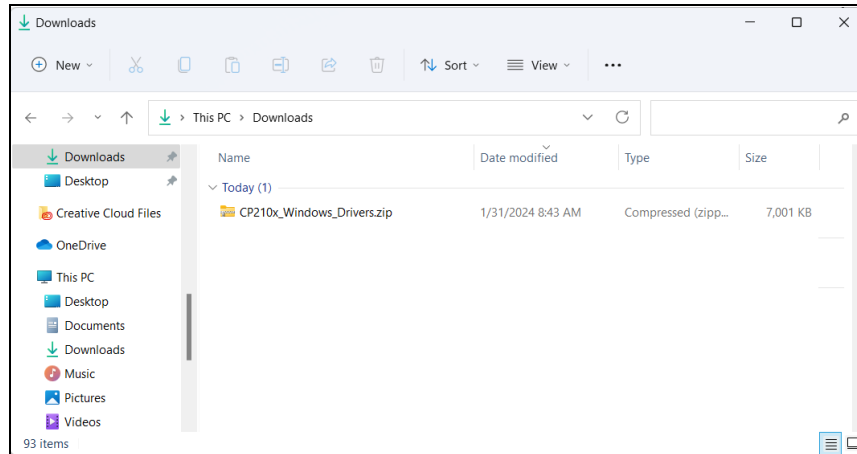 Downloads
New
Sort
View
This PC > Downloads
Downloads
Desktop
Creative Cloud Files
OneDrive
This PC
Desktop
Documents
Downloads
Music
Pictures
Videos
Name Date modified Type Size
Today (1)
CP210x_Windows_Drivers.zip 1/31/2024 8:43 AM Compressed (zipp... 7,001 KB
93 items